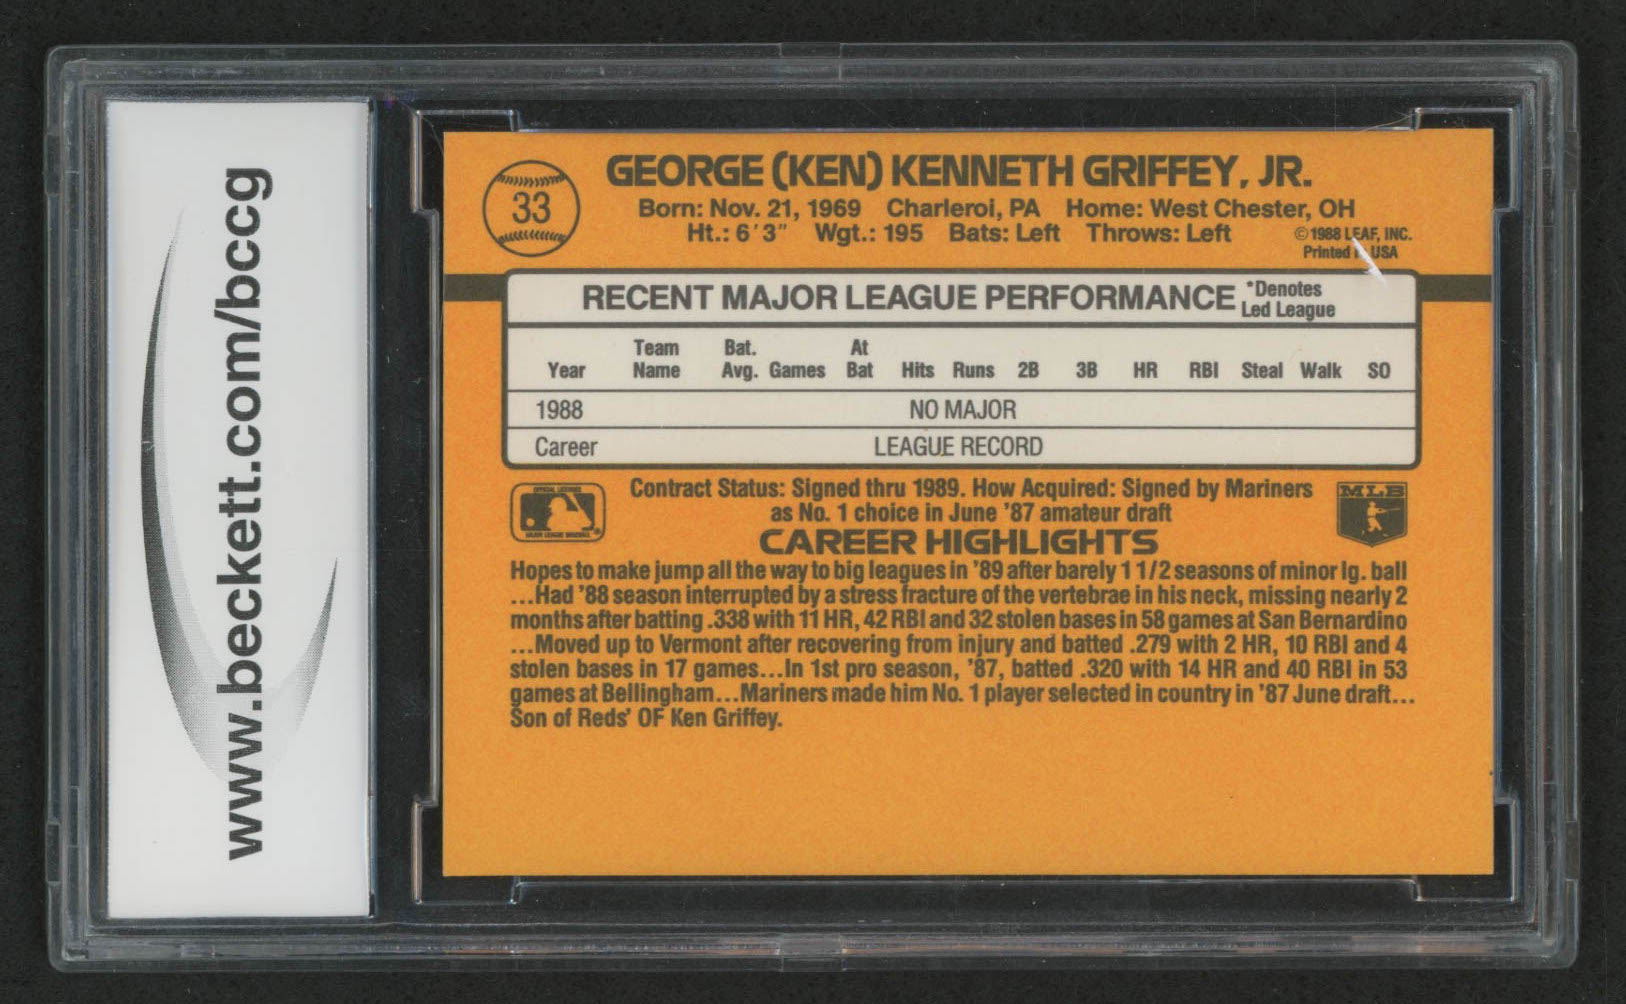 www.beckett.com/bccg
33
GEORGE (KEN) KENNETH GRIFFEY, JR.
Born: Nov. 21, 1969 Charleroi, PA Home: West Chester, OH
Ht.: 6'3" Wgt.: 195 Bats: Left Throws: Left
©1988 LEAF, INC.
Printed USA
RECENT MAJOR LEAGUE PERFORMANCE
*Denotes
Led League
Year Team Name Bat. Avg. Games At Bat Hits Runs 2B 3B HR RBI Steal Walk SO
1988 NO MAJOR
Career LEAGUE RECORD
OFFICIAL LICENSEE
MAJOR LEAGUE BASEBALL
®
MLB
Contract Status: Signed thru 1989. How Acquired: Signed by Mariners
as No. 1 choice in June '87 amateur draft
CAREER HIGHLIGHTS
Hopes to make jump all the way to big leagues in '89 after barely 1 1/2 seasons of minor lg. ball
...Had '88 season interrupted by a stress fracture of the vertebrae in his neck, missing nearly 2
months after batting .338 with 11 HR, 42 RBI and 32 stolen bases in 58 games at San Bernardino
...Moved up to Vermont after recovering from injury and batted .279 with 2 HR, 10 RBI and 4
stolen bases in 17 games...In 1st pro season, '87, batted .320 with 14 HR and 40 RBI in 53
games at Bellingham...Mariners made him No. 1 player selected in country in '87 June draft...
Son of Reds' OF Ken Griffey.